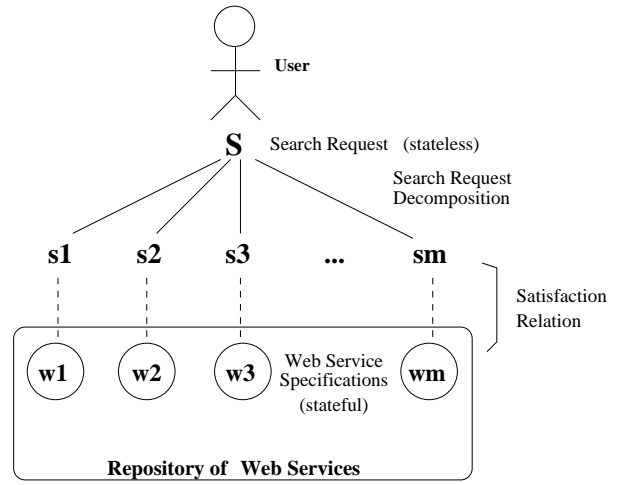 User
S Search Request (stateless)
Search Request
Decomposition
s1 s2 s3 ... sm
Satisfaction
Relation
Web Service
Specifications
(stateful)
w1 w2 w3 wm
Repository of Web Services